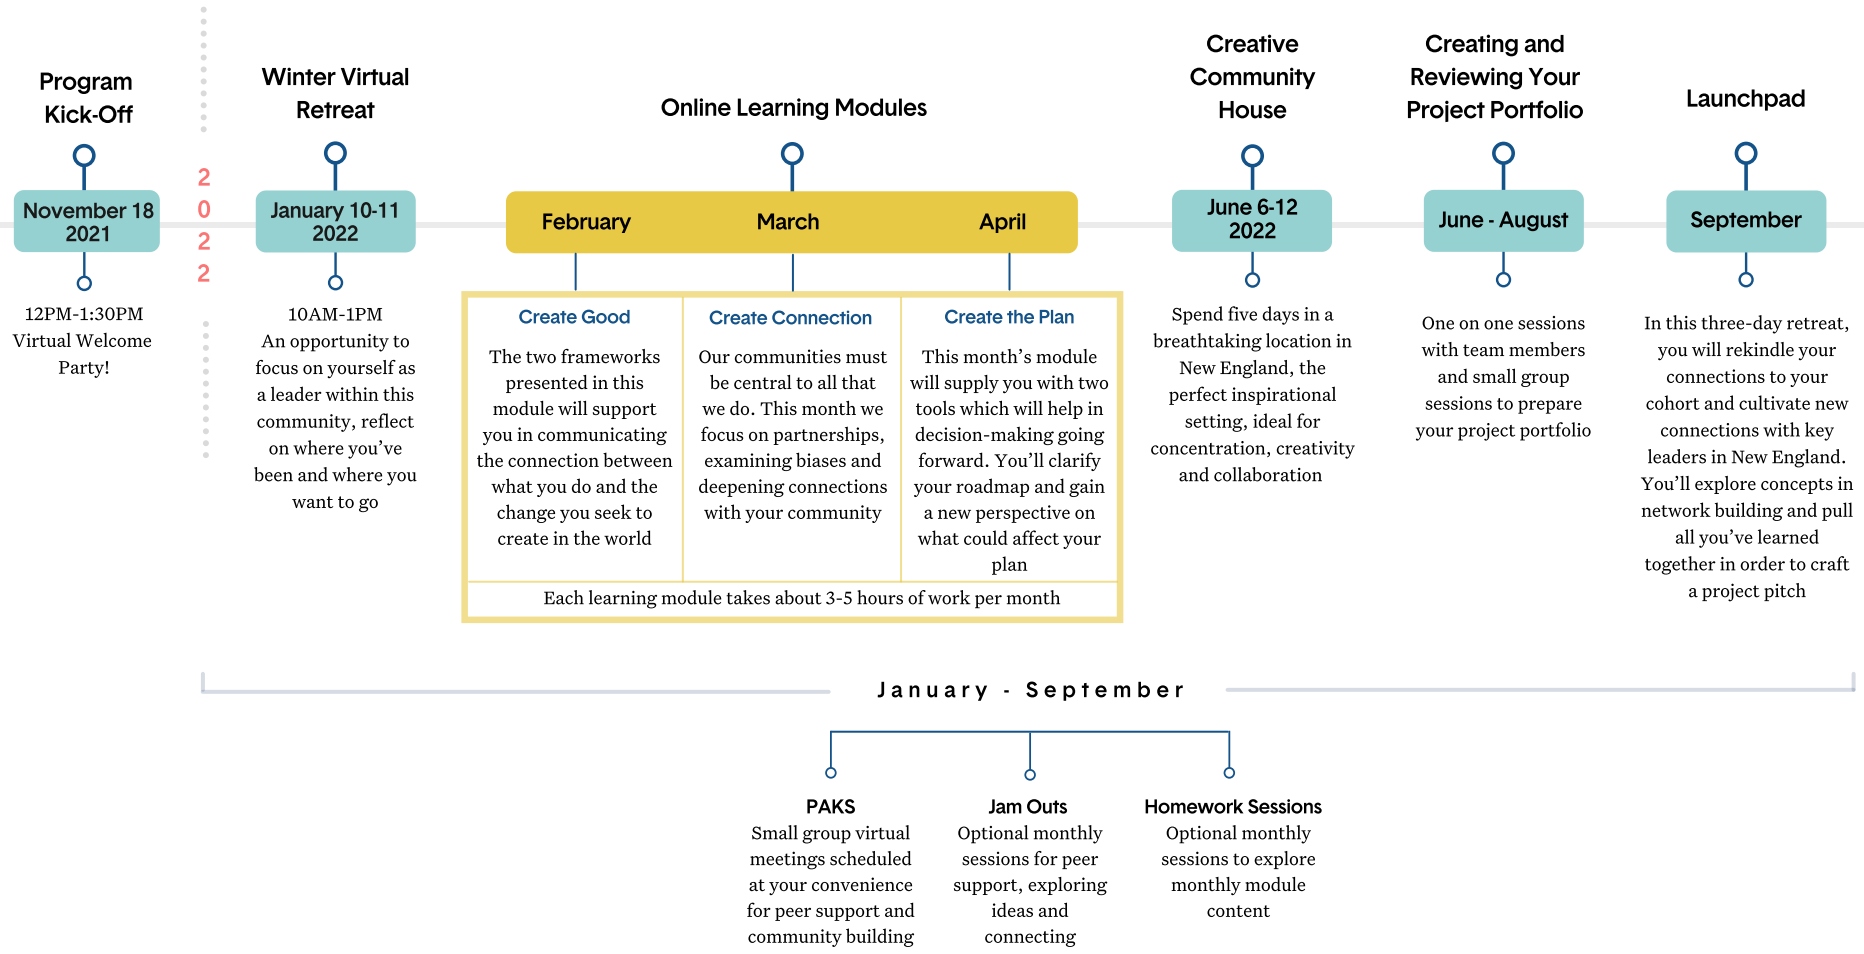 Program
Kick-Off
November 18
2021
12PM-1:30PM
Virtual Welcome
Party!
2
0
2
2
Winter Virtual
Retreat
January 10-11
2022
10AM-1PM
An opportunity to
focus on yourself as
a leader within this
community, reflect
on where you've
been and where you
want to go
Online Learning Modules
February
March
April
Create Good
The two frameworks
presented in this
module will support
you in communicating
the connection between
what you do and the
change you seek to
create in the world
Create Connection
Our communities must
be central to all that
we do. This month we
focus on partnerships,
examining biases and
deepening connections
with your community
Create the Plan
This month's module
will supply you with two
tools which will help in
decision-making going
forward. You'll clarify
your roadmap and gain
a new perspective on
what could affect your
plan
Each learning module takes about 3-5 hours of work per month
Creative
Community
House
June 6-12
2022
Spend five days in a
breathtaking location in
New England, the
perfect inspirational
setting, ideal for
concentration, creativity
and collaboration
Creating and
Reviewing Your
Project Portfolio
June - August
One on one sessions
with team members
and small group
sessions to prepare
your project portfolio
Launchpad
September
In this three-day retreat,
you will rekindle your
connections to your
cohort and cultivate new
connections with key
leaders in New England.
You'll explore concepts in
network building and pull
all you've learned
together in order to craft
a project pitch
January - September
PAKS
Small group virtual
meetings scheduled
at your convenience
for peer support and
community building
Jam Outs
Optional monthly
sessions for peer
support, exploring
ideas and
connecting
Homework Sessions
Optional monthly
sessions to explore
monthly module
content